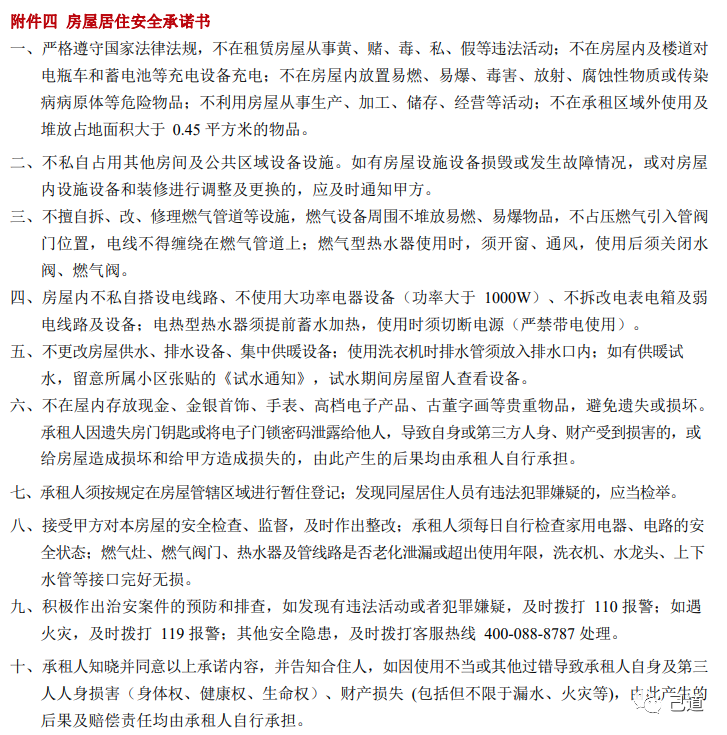 附件四 房屋居住安全承诺书
一、严格遵守国家法律法规，不在租赁房屋从事黄、赌、毒、私、假等违法活动；不在房屋内及楼道对
电瓶车和蓄电池等充电设备充电；不在房屋内放置易燃、易爆、毒害、放射、腐蚀性物质或传染
病病原体等危险物品；不利用房屋从事生产、加工、储存、经营等活动；不在承租区域外使用及
堆放占地面积大于 0.45 平方米的物品。
二、不私自占用其他房间及公共区域设备设施。如有房屋设施设备损毁或发生故障情况，或对房屋
内设施设备和装修进行调整及更换的，应及时通知甲方。
三、不擅自拆、改、修理燃气管道等设施，燃气设备周围不堆放易燃、易爆物品，不占压燃气引入管阀
门位置，电线不得缠绕在燃气管道上；燃气型热水器使用时，须开窗、通风，使用后须关闭水
阀、燃气阀。
四、房屋内不私自搭设电线路、不使用大功率电器设备（功率大于 1000W）、不拆改电表电箱及弱
电线路及设备；电热型热水器须提前蓄水加热，使用时须切断电源（严禁带电使用）。
五、不更改房屋供水、排水设备、集中供暖设备；使用洗衣机时排水管须放入排水口内；如有供暖试
水，留意所属小区张贴的《试水通知》，试水期间房屋留人查看设备。
六、不在屋内存放现金、金银首饰、手表、高档电子产品、古董字画等贵重物品，避免遗失或损坏。
承租人因遗失房门钥匙或将电子门锁密码泄露给他人，导致自身或第三方人身、财产受到损害的，或
给房屋造成损坏和给甲方造成损失的，由此产生的后果均由承租人自行承担。
七、承租人须按规定在房屋管辖区域进行暂住登记；发现同屋居住人员有违法犯罪嫌疑的，应当检举。
八、接受甲方对本房屋的安全检查、监督，及时作出整改；承租人须每日自行检查家用电器、电路的安
全状态；燃气灶、燃气阀门、热水器及管线路是否老化泄漏或超出使用年限，洗衣机、水龙头、上下
水管等接口完好无损。
九、积极作出治安案件的预防和排查，如发现有违法活动或者犯罪嫌疑，及时拨打 110 报警；如遇
火灾，及时拨打 119 报警；其他安全隐患，及时拨打客服热线 400-088-8787 处理。
十、承租人知晓并同意以上承诺内容，并告知合住人，如因使用不当或其他过错导致承租人自身及第三
人人身损害（身体权、健康权、生命权）、财产损失 (包括但不限于漏水、火灾等)，由此产生的
后果及赔偿责任均由承租人自行承担。
己道